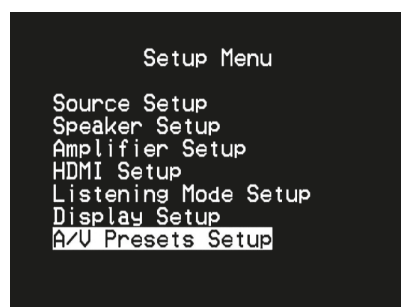 Setup Menu
Source Setup
Speaker Setup
Amplifier Setup
HDMI Setup
Listening Mode Setup
Display Setup
A/V Presets Setup